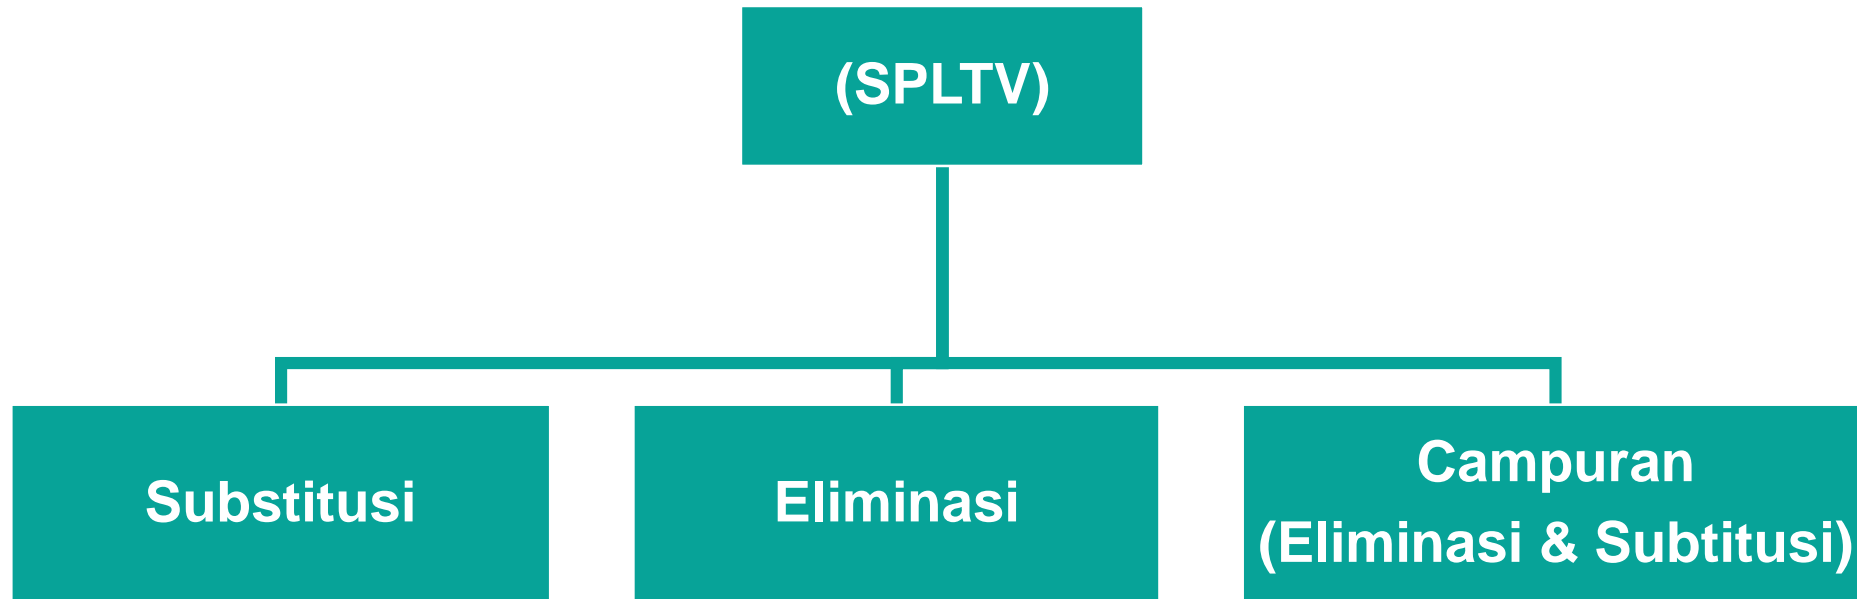 (SPLTV)
Substitusi
Eliminasi
Campuran
(Eliminasi & Subtitusi)